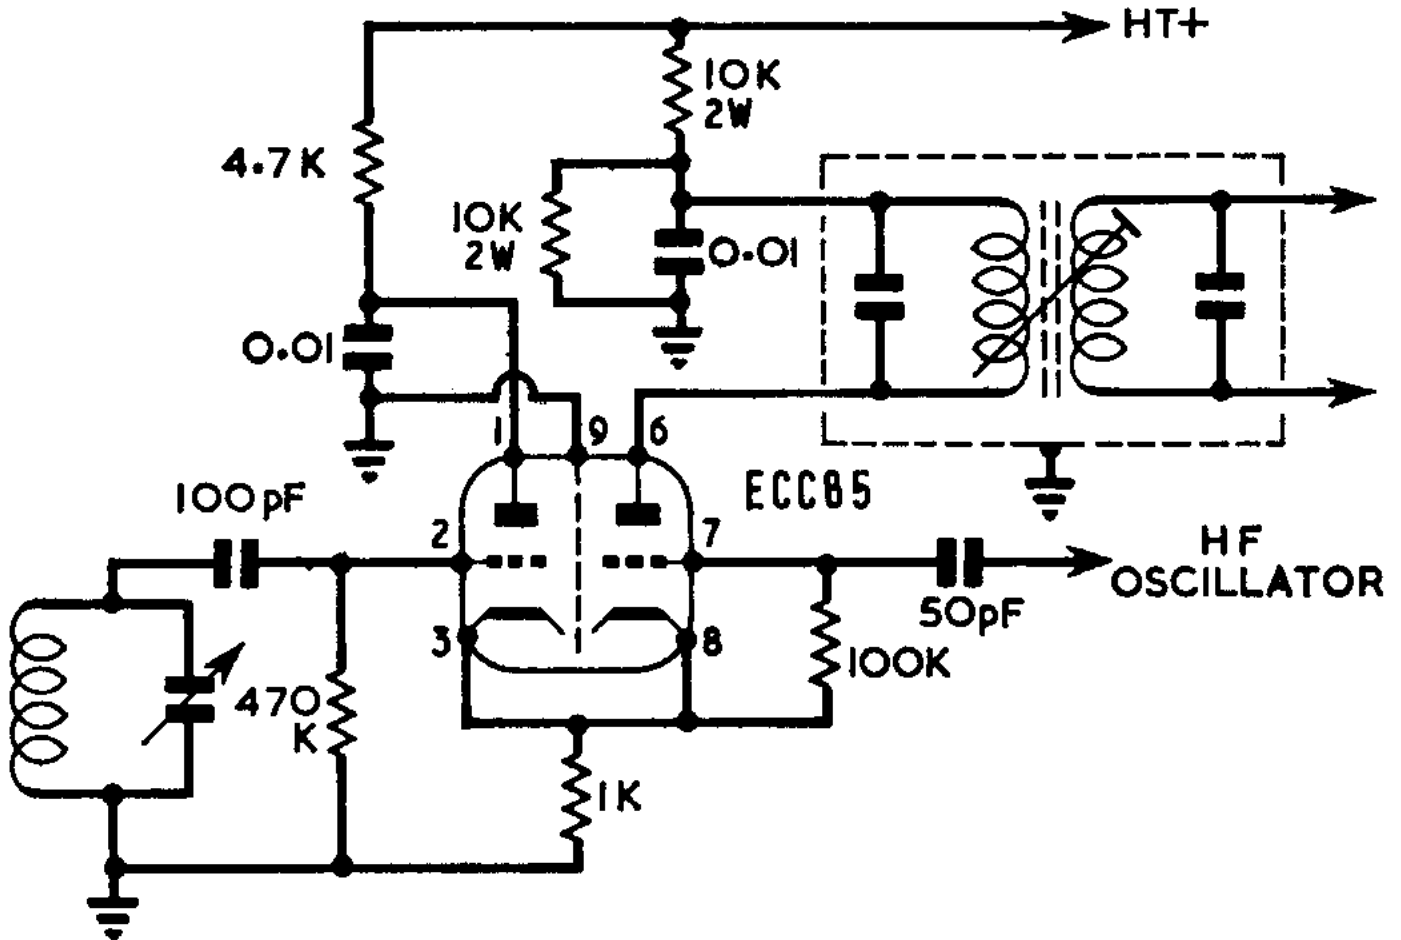 HT+
10K
2W
4.7K
10K
2W
0.01
0.01
1
9
6
ECC85
100pF
2
7
HF
OSCILLATOR
50pF
3
8
100K
470
K
1K